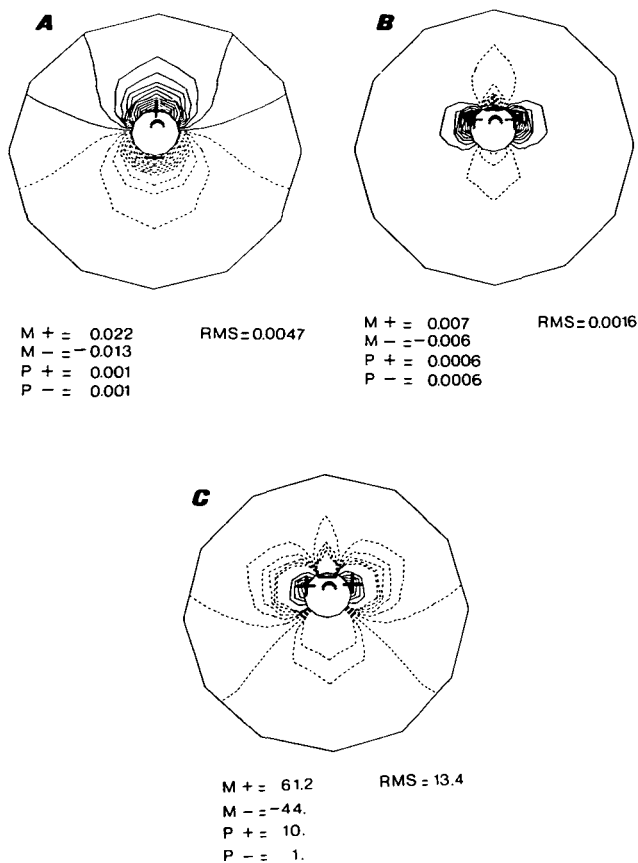 A
B
M + = 0.022 RMS = 0.0047
M - = -0.013
P + = 0.001
P - = 0.001
M + = 0.007 RMS = 0.0016
M - = -0.006
P + = 0.0006
P - = 0.0006
C
M + = 61.2 RMS = 13.4
M - = -44.
P + = 10.
P - = 1.